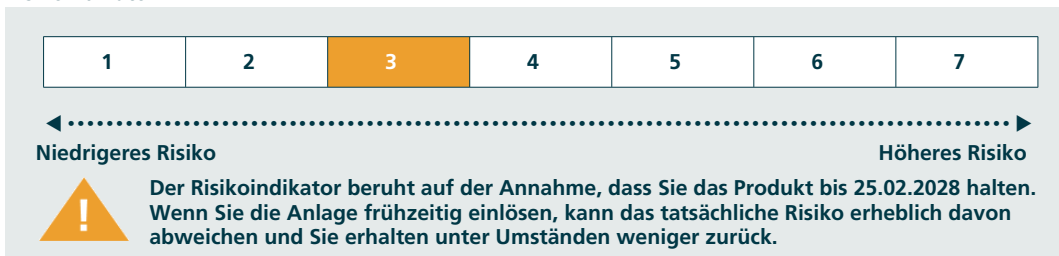 1 2 3 4 5 6 7
Niedrigeres Risiko Höheres Risiko
!
Der Risikoindikator beruht auf der Annahme, dass Sie das Produkt bis 25.02.2028 halten.
Wenn Sie die Anlage frühzeitig einlösen, kann das tatsächliche Risiko erheblich davon
abweichen und Sie erhalten unter Umständen weniger zurück.